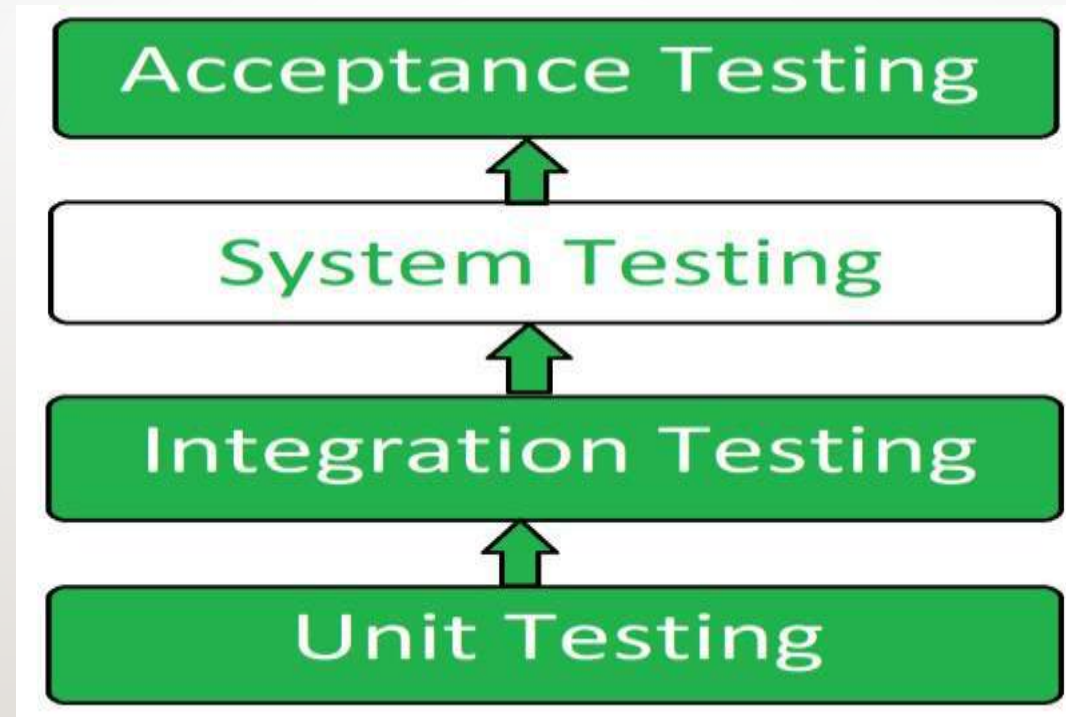 Acceptance Testing
System Testing
Integration Testing
Unit Testing